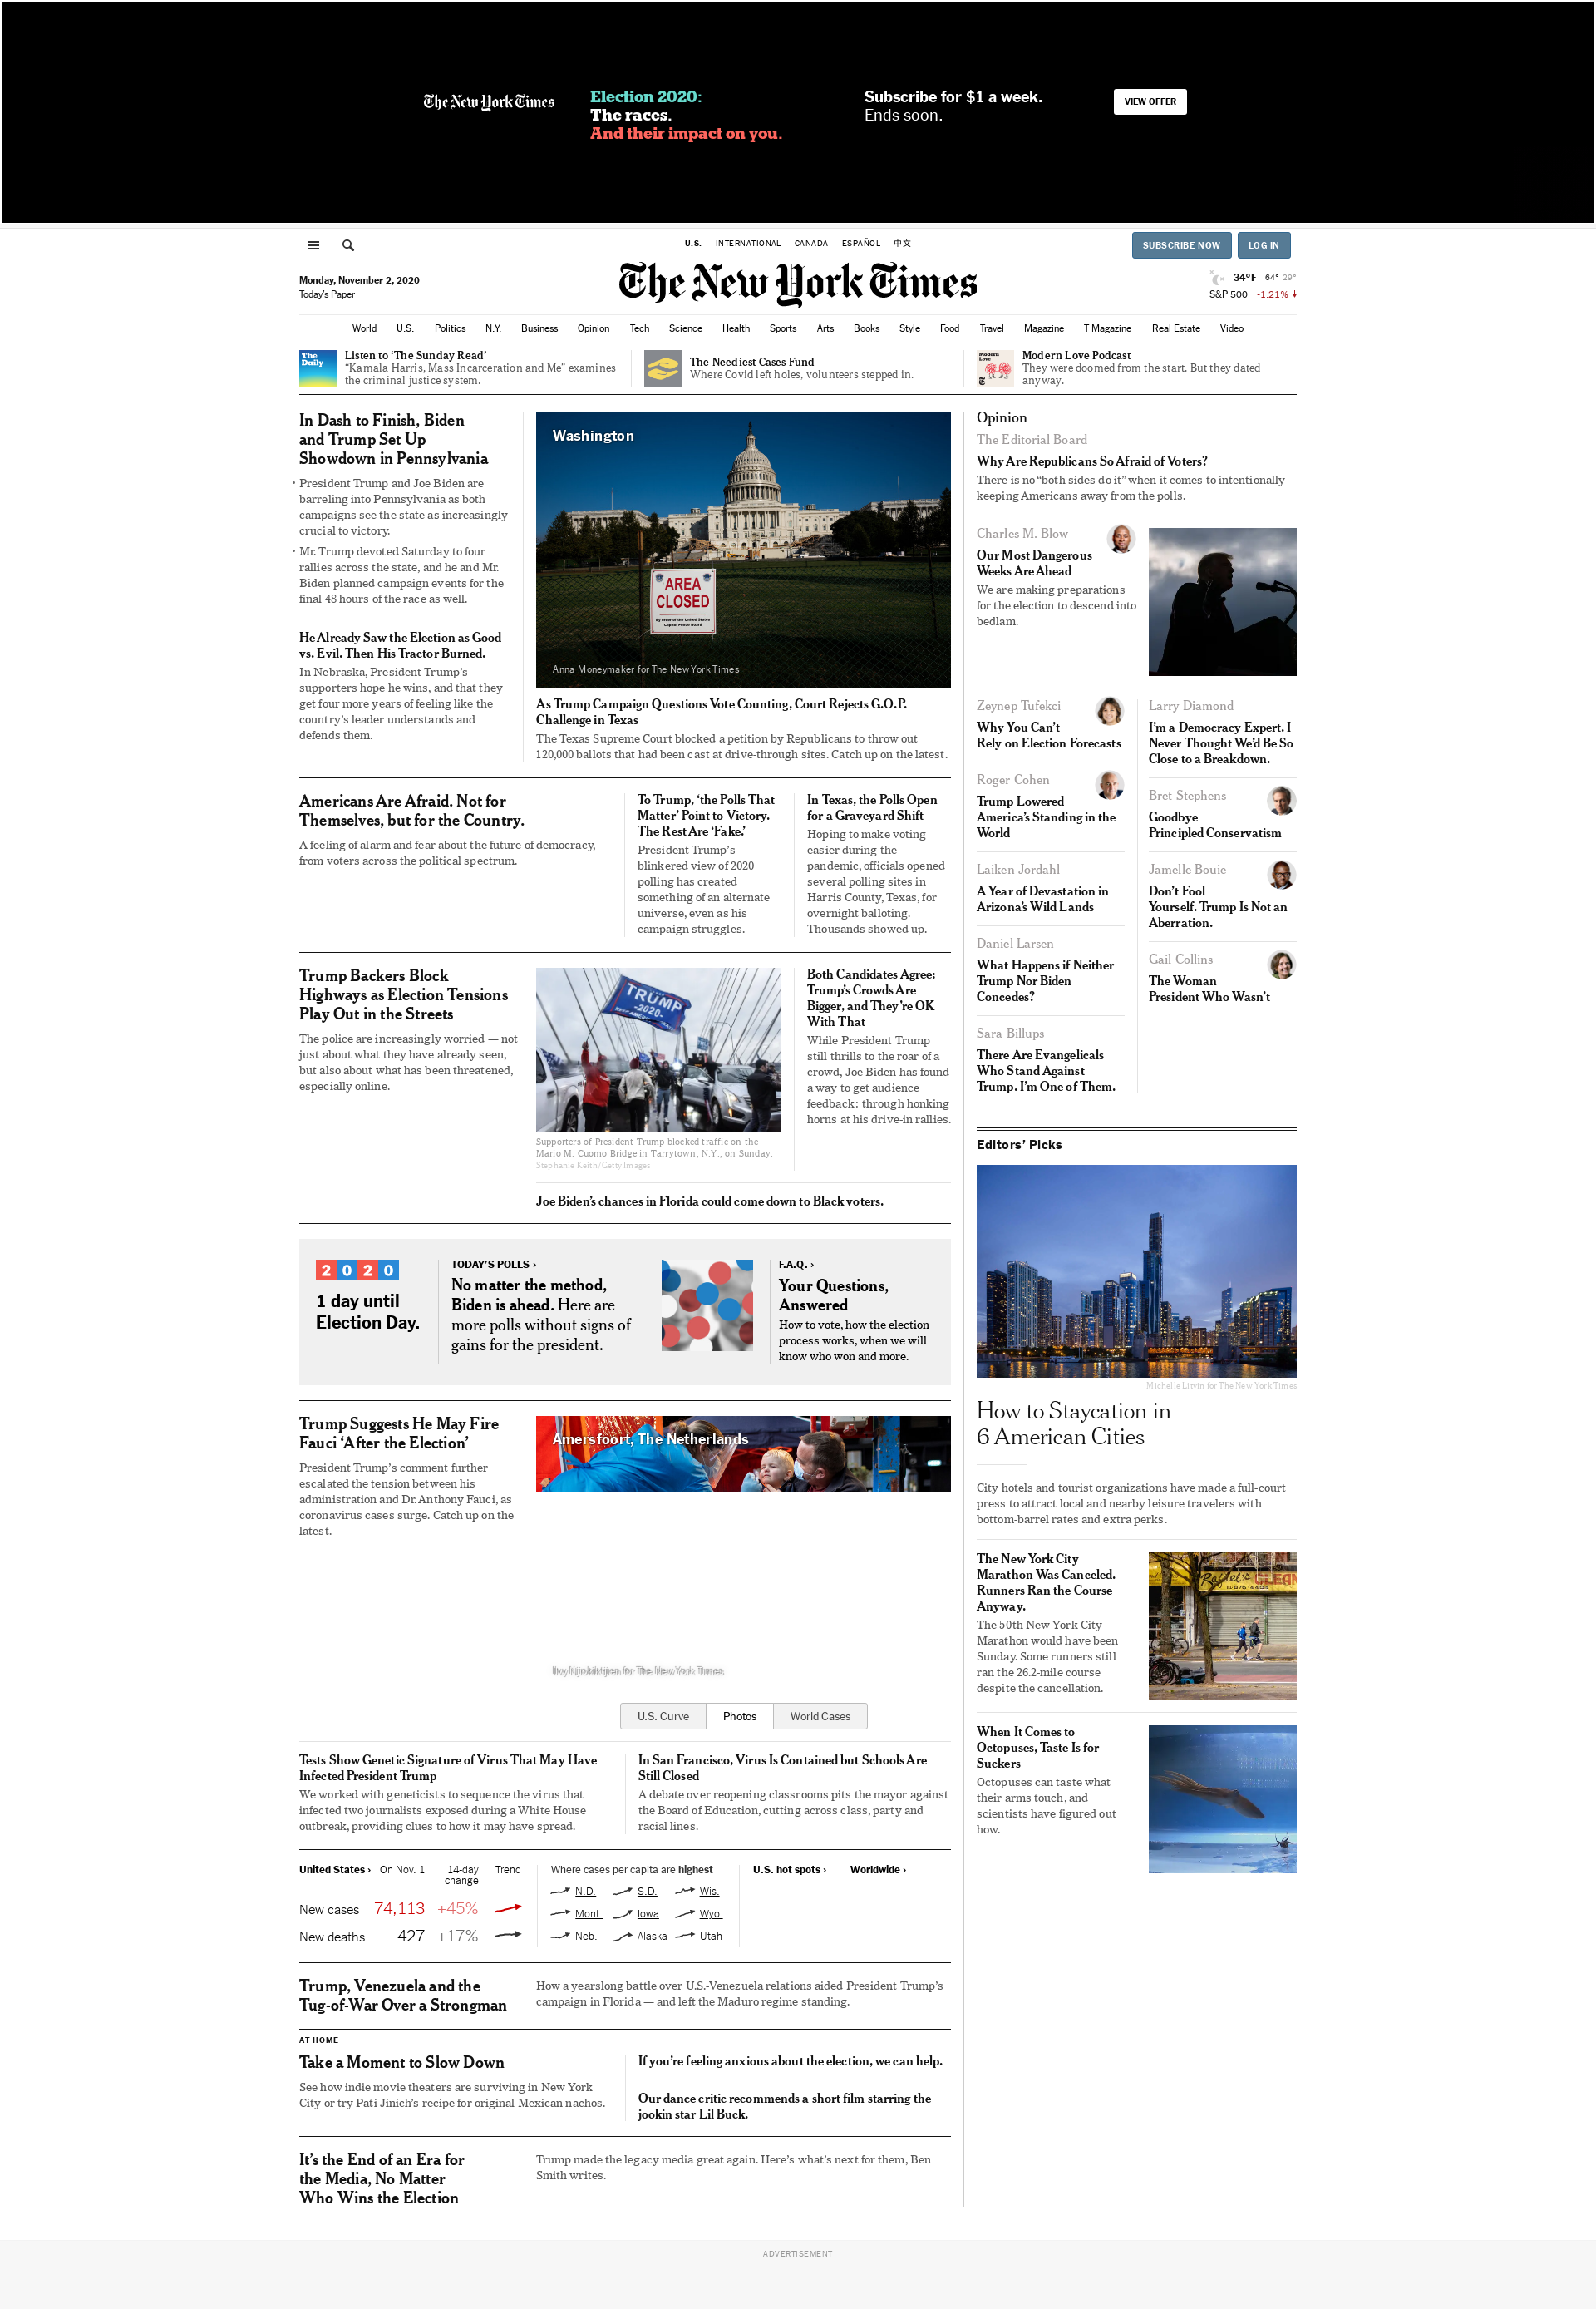 The New York Times
Election 2020:
The races.
And their impact on you.
Subscribe for $1 a week.
Ends soon.
VIEW OFFER
U.S. INTERNATIONAL CANADA ESPAÑOL 中文
SUBSCRIBE NOW LOG IN
Monday, November 2, 2020
Today's Paper
The New York Times
34°F 64° 29°
S&P 500 -1.21%
World U.S. Politics N.Y. Business Opinion Tech Science Health Sports Arts Books Style Food Travel Magazine T Magazine Real Estate Video
The
Daily
Listen to ‘The Sunday Read’
“Kamala Harris, Mass Incarceration and Me” examines
the criminal justice system.
The Neediest Cases Fund
Where Covid left holes, volunteers stepped in.
Modern
Love
Modern Love Podcast
They were doomed from the start. But they dated
anyway.
In Dash to Finish, Biden
and Trump Set Up
Showdown in Pennsylvania
• President Trump and Joe Biden are
barreling into Pennsylvania as both
campaigns see the state as increasingly
crucial to victory.
• Mr. Trump devoted Saturday to four
rallies across the state, and he and Mr.
Biden planned campaign events for the
final 48 hours of the race as well.
He Already Saw the Election as Good
vs. Evil. Then His Tractor Burned.
In Nebraska, President Trump’s
supporters hope he wins, and that they
get four more years of feeling like the
country’s leader understands and
defends them.
Washington
AREA
CLOSED
Anna Moneymaker for The New York Times
As Trump Campaign Questions Vote Counting, Court Rejects G.O.P.
Challenge in Texas
The Texas Supreme Court blocked a petition by Republicans to throw out
120,000 ballots that had been cast at drive-through sites. Catch up on the latest.
Americans Are Afraid. Not for
Themselves, but for the Country.
A feeling of alarm and fear about the future of democracy,
from voters across the political spectrum.
To Trump, ‘the Polls That
Matter’ Point to Victory.
The Rest Are ‘Fake.’
President Trump’s
blinkered view of 2020
polling has created
something of an alternate
universe, even as his
campaign struggles.
In Texas, the Polls Open
for a Graveyard Shift
Hoping to make voting
easier during the
pandemic, officials opened
several polling sites in
Harris County, Texas, for
overnight balloting.
Thousands showed up.
Trump Backers Block
Highways as Election Tensions
Play Out in the Streets
The police are increasingly worried — not
just about what they have already seen,
but also about what has been threatened,
especially online.
TRUMP
2020
Supporters of President Trump blocked traffic on the
Mario M. Cuomo Bridge in Tarrytown, N.Y., on Sunday.
Stephanie Keith/Getty Images
Both Candidates Agree:
Trump’s Crowds Are
Bigger, and They’re OK
With That
While President Trump
still thrills to the roar of a
crowd, Joe Biden has found
a way to get audience
feedback: through honking
horns at his drive-in rallies.
Joe Biden’s chances in Florida could come down to Black voters.
2020
1 day until
Election Day.
TODAY’S POLLS ›
No matter the method,
Biden is ahead. Here are
more polls without signs of
gains for the president.
F.A.Q. ›
Your Questions,
Answered
How to vote, how the election
process works, when we will
know who won and more.
Trump Suggests He May Fire
Fauci ‘After the Election’
President Trump’s comment further
escalated the tension between his
administration and Dr. Anthony Fauci, as
coronavirus cases surge. Catch up on the
latest.
Amersfoort, The Netherlands
for The New York Times
U.S. Curve Photos World Cases
Tests Show Genetic Signature of Virus That May Have
Infected President Trump
We worked with geneticists to sequence the virus that
infected two journalists exposed during a White House
outbreak, providing clues to how it may have spread.
In San Francisco, Virus Is Contained but Schools Are
Still Closed
A debate over reopening classrooms pits the mayor against
the Board of Education, cutting across class, party and
racial lines.
United States › On Nov. 1 14-day change Trend
New cases 74,113 +45%
New deaths 427 +17%
Where cases per capita are highest
N.D. S.D. Wis.
Mont. Iowa Wyo.
Neb. Alaska Utah
U.S. hot spots › Worldwide ›
Trump, Venezuela and the
Tug-of-War Over a Strongman
How a yearslong battle over U.S.-Venezuela relations aided President Trump’s
campaign in Florida — and left the Maduro regime standing.
AT HOME
Take a Moment to Slow Down
See how indie movie theaters are surviving in New York
City or try Pati Jinich’s recipe for original Mexican nachos.
If you’re feeling anxious about the election, we can help.
Our dance critic recommends a short film starring the
jookin star Lil Buck.
It’s the End of an Era for
the Media, No Matter
Who Wins the Election
Trump made the legacy media great again. Here’s what’s next for them, Ben
Smith writes.
Opinion
The Editorial Board
Why Are Republicans So Afraid of Voters?
There is no “both sides do it” when it comes to intentionally
keeping Americans away from the polls.
Charles M. Blow
Our Most Dangerous
Weeks Are Ahead
We are making preparations
for the election to descend into
bedlam.
Zeynep Tufekci
Why You Can’t
Rely on Election Forecasts
Roger Cohen
Trump Lowered
America’s Standing in the
World
Laiken Jordahl
A Year of Devastation in
Arizona’s Wild Lands
Daniel Larsen
What Happens if Neither
Trump Nor Biden
Concedes?
Sara Billups
There Are Evangelicals
Who Stand Against
Trump. I’m One of Them.
Larry Diamond
I’m a Democracy Expert. I
Never Thought We’d Be So
Close to a Breakdown.
Bret Stephens
Goodbye
Principled Conservatism
Jamelle Bouie
Don’t Fool
Yourself. Trump Is Not an
Aberration.
Gail Collins
The Woman
President Who Wasn’t
Editors’ Picks
Michelle Litvin for The New York Times
How to Staycation in
6 American Cities
City hotels and tourist organizations have made a full-court
press to attract local and nearby leisure travelers with
bottom-barrel rates and extra perks.
The New York City
Marathon Was Canceled.
Runners Ran the Course
Anyway.
The 50th New York City
Marathon would have been
Sunday. Some runners still
ran the 26.2-mile course
despite the cancellation.
When It Comes to
Octopuses, Taste Is for
Suckers
Octopuses can taste what
their arms touch, and
scientists have figured out
how.
ADVERTISEMENT